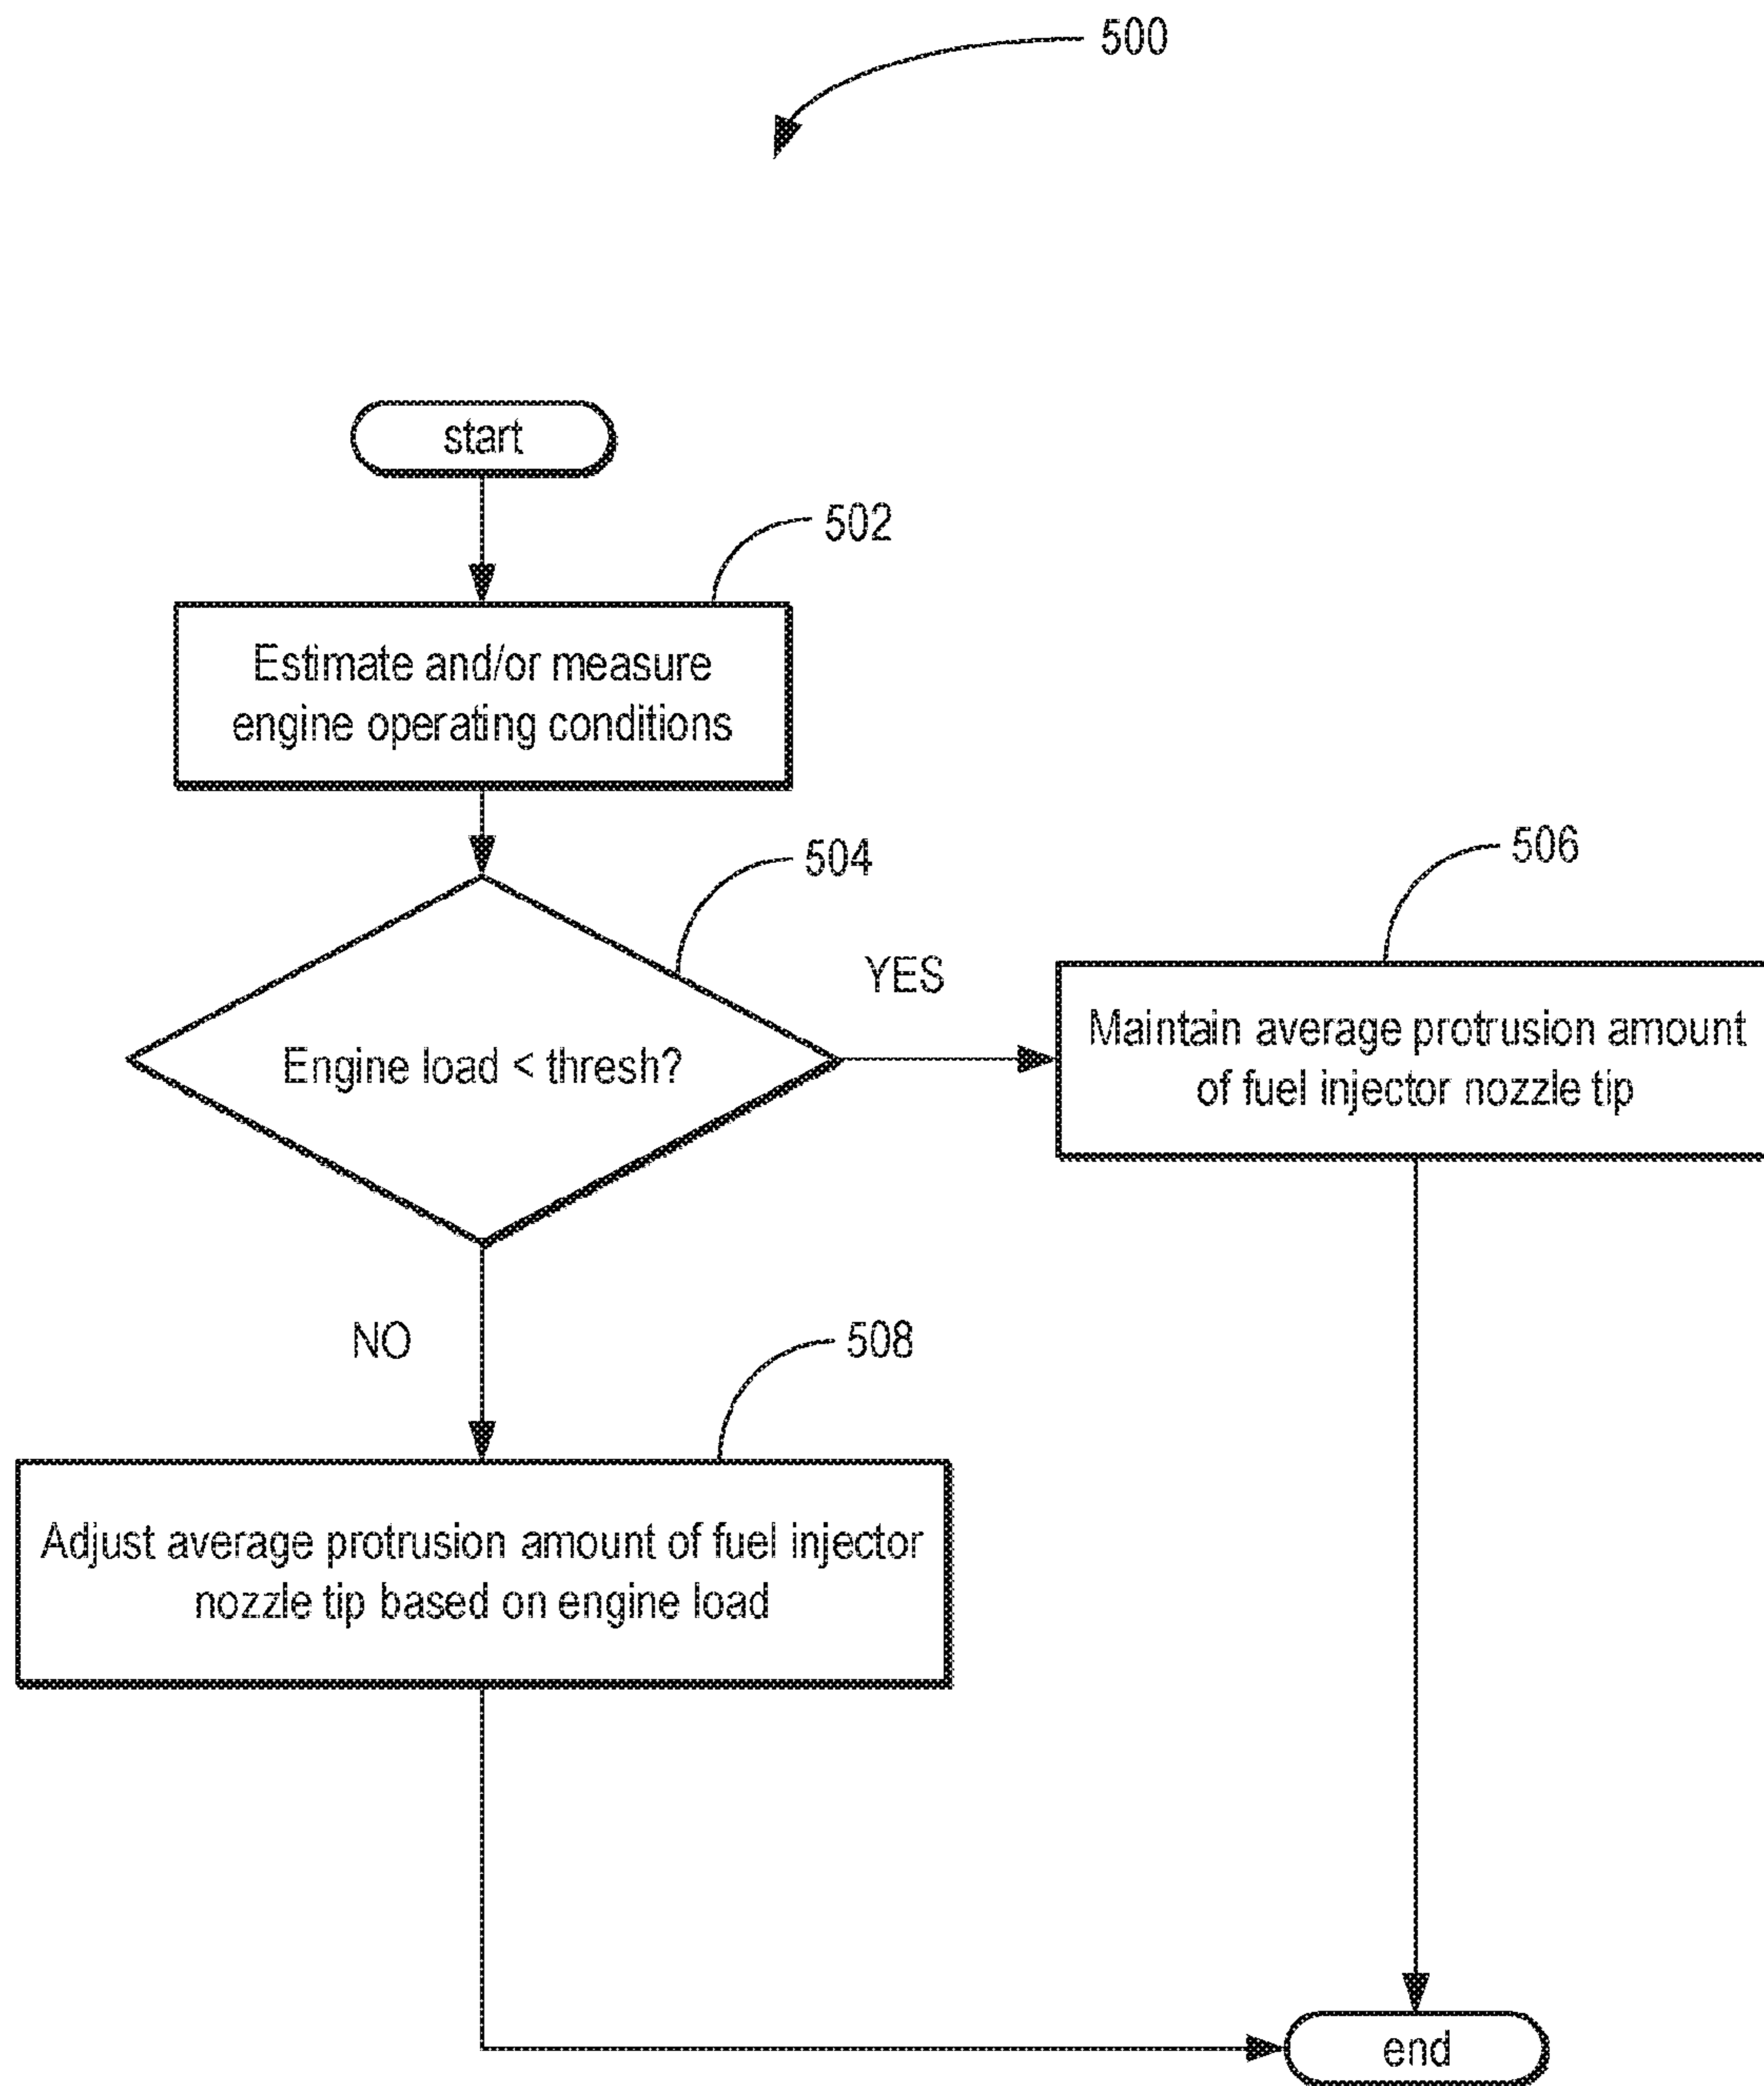 500
start
502
Estimate and/or measure
engine operating conditions
504
Engine load < thresh?
YES
506
Maintain average protrusion amount
of fuel injector nozzle tip
NO
508
Adjust average protrusion amount of fuel injector
nozzle tip based on engine load
end